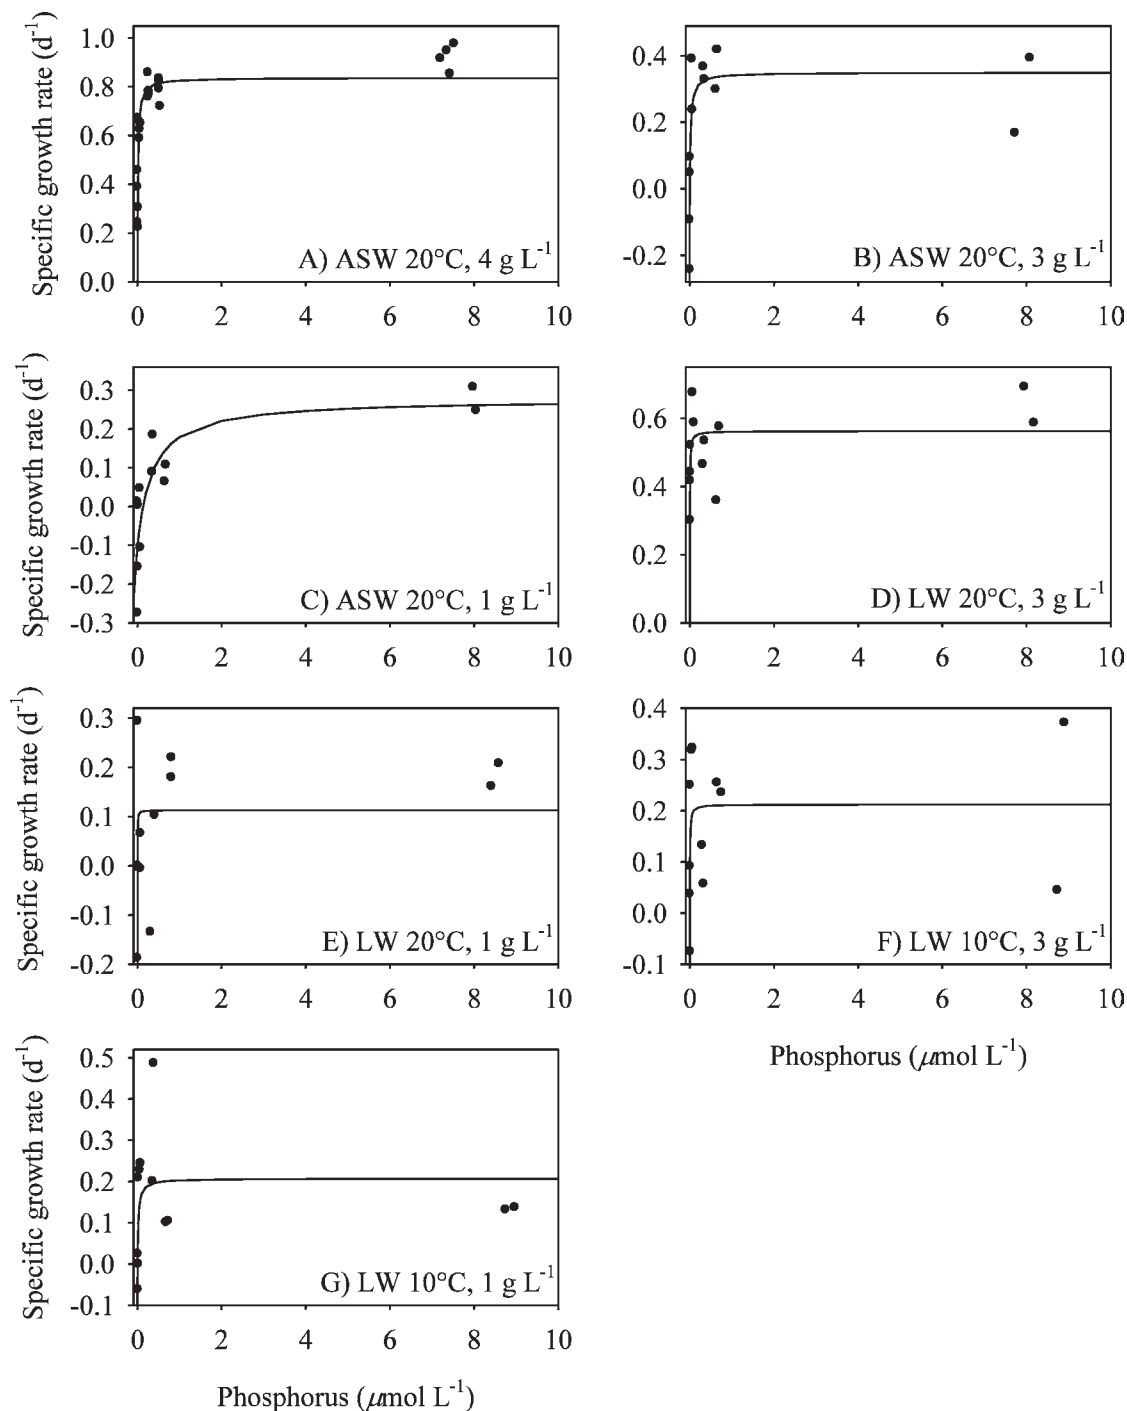 Specific growth rate (d⁻¹)
1.0
0.8
0.6
0.4
0.2
0.0
0 2 4 6 8 10
A) ASW 20°C, 4 g L⁻¹
0.4
0.2
0.0
-0.2
0 2 4 6 8 10
B) ASW 20°C, 3 g L⁻¹
Specific growth rate (d⁻¹)
0.3
0.2
0.1
0.0
-0.1
-0.2
-0.3
0 2 4 6 8 10
C) ASW 20°C, 1 g L⁻¹
0.6
0.4
0.2
0.0
0 2 4 6 8 10
D) LW 20°C, 3 g L⁻¹
Specific growth rate (d⁻¹)
0.3
0.2
0.1
0.0
-0.1
-0.2
0 2 4 6 8 10
E) LW 20°C, 1 g L⁻¹
0.4
0.3
0.2
0.1
0.0
-0.1
0 2 4 6 8 10
F) LW 10°C, 3 g L⁻¹
Phosphorus (μmol L⁻¹)
Specific growth rate (d⁻¹)
0.5
0.4
0.3
0.2
0.1
0.0
-0.1
0 2 4 6 8 10
G) LW 10°C, 1 g L⁻¹
Phosphorus (μmol L⁻¹)